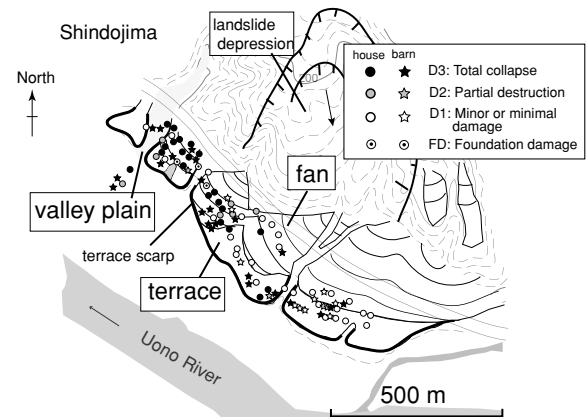 Shindojima
landslide
depression
200
North
house barn
D3: Total collapse
D2: Partial destruction
D1: Minor or minimal
damage
FD: Foundation damage
fan
valley plain
terrace scarp
terrace
Uono River
500 m